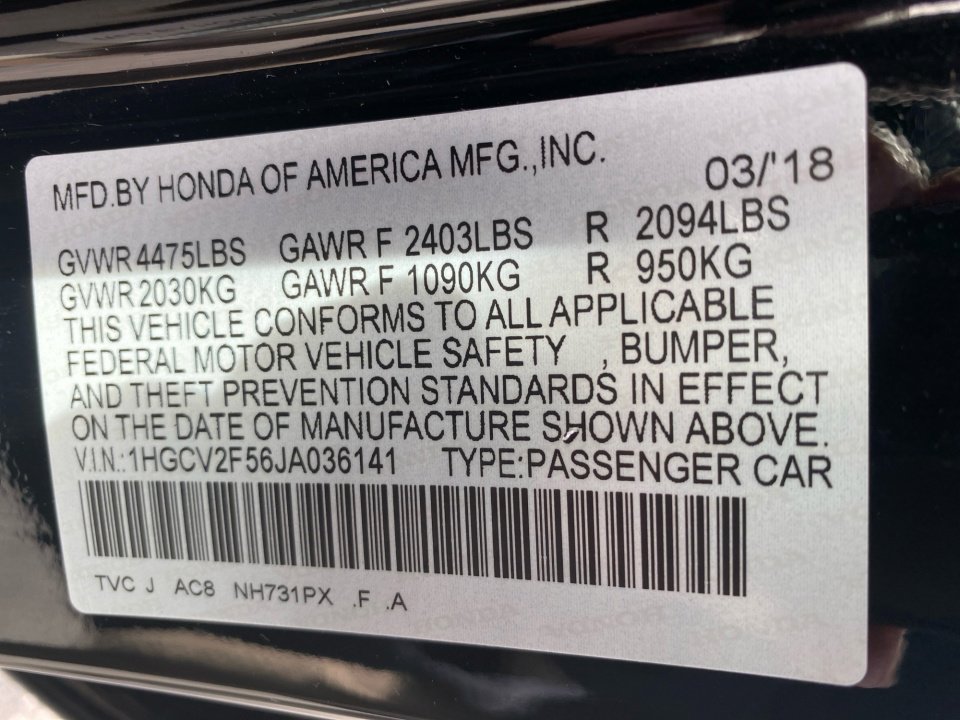 MFD.BY HONDA OF AMERICA MFG.,INC. 03/'18
GVWR 4475LBS GAWR F 2403LBS R 2094LBS
GVWR 2030KG GAWR F 1090KG R 950KG
THIS VEHICLE CONFORMS TO ALL APPLICABLE
FEDERAL MOTOR VEHICLE SAFETY , BUMPER,
AND THEFT PREVENTION STANDARDS IN EFFECT
ON THE DATE OF MANUFACTURE SHOWN ABOVE.
V.I.N.:1HGCV2F56JA036141 TYPE:PASSENGER CAR
TVC J AC8 NH731PX .F .A